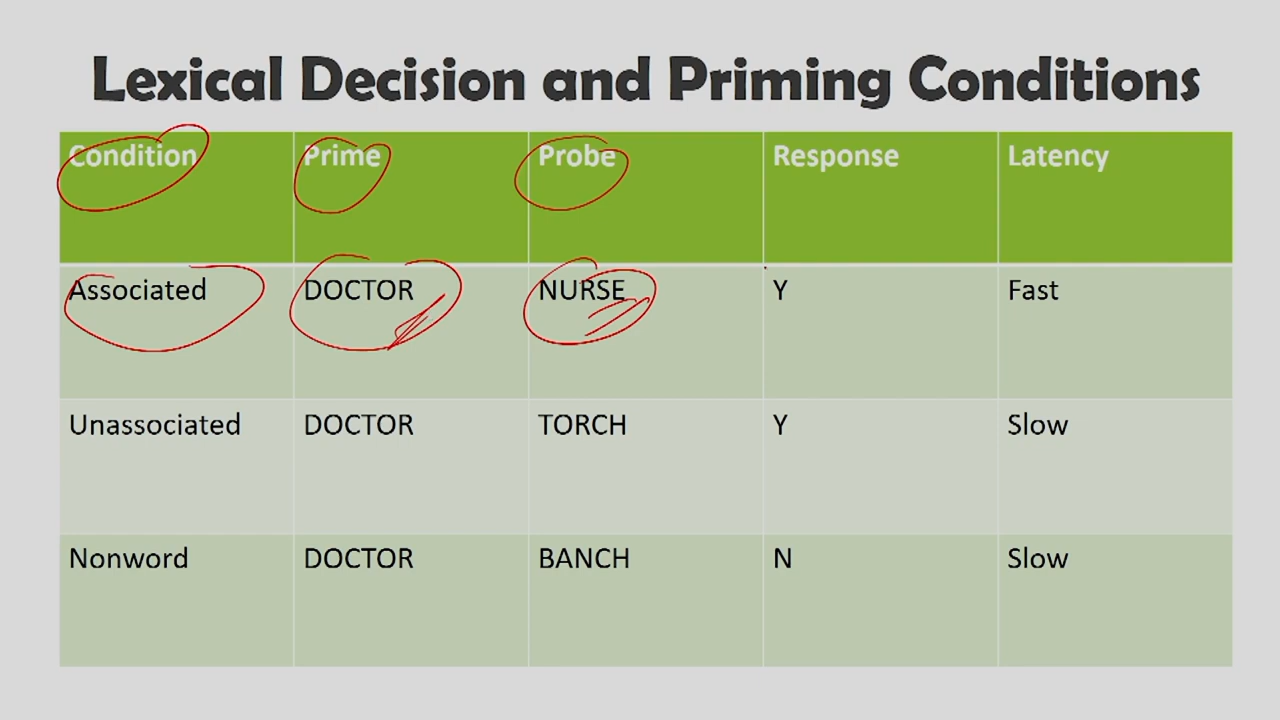 Lexical Decision and Priming Conditions
Condition Prime Probe Response Latency
Associated DOCTOR NURSE Y Fast
Unassociated DOCTOR TORCH Y Slow
Nonword DOCTOR BANCH N Slow